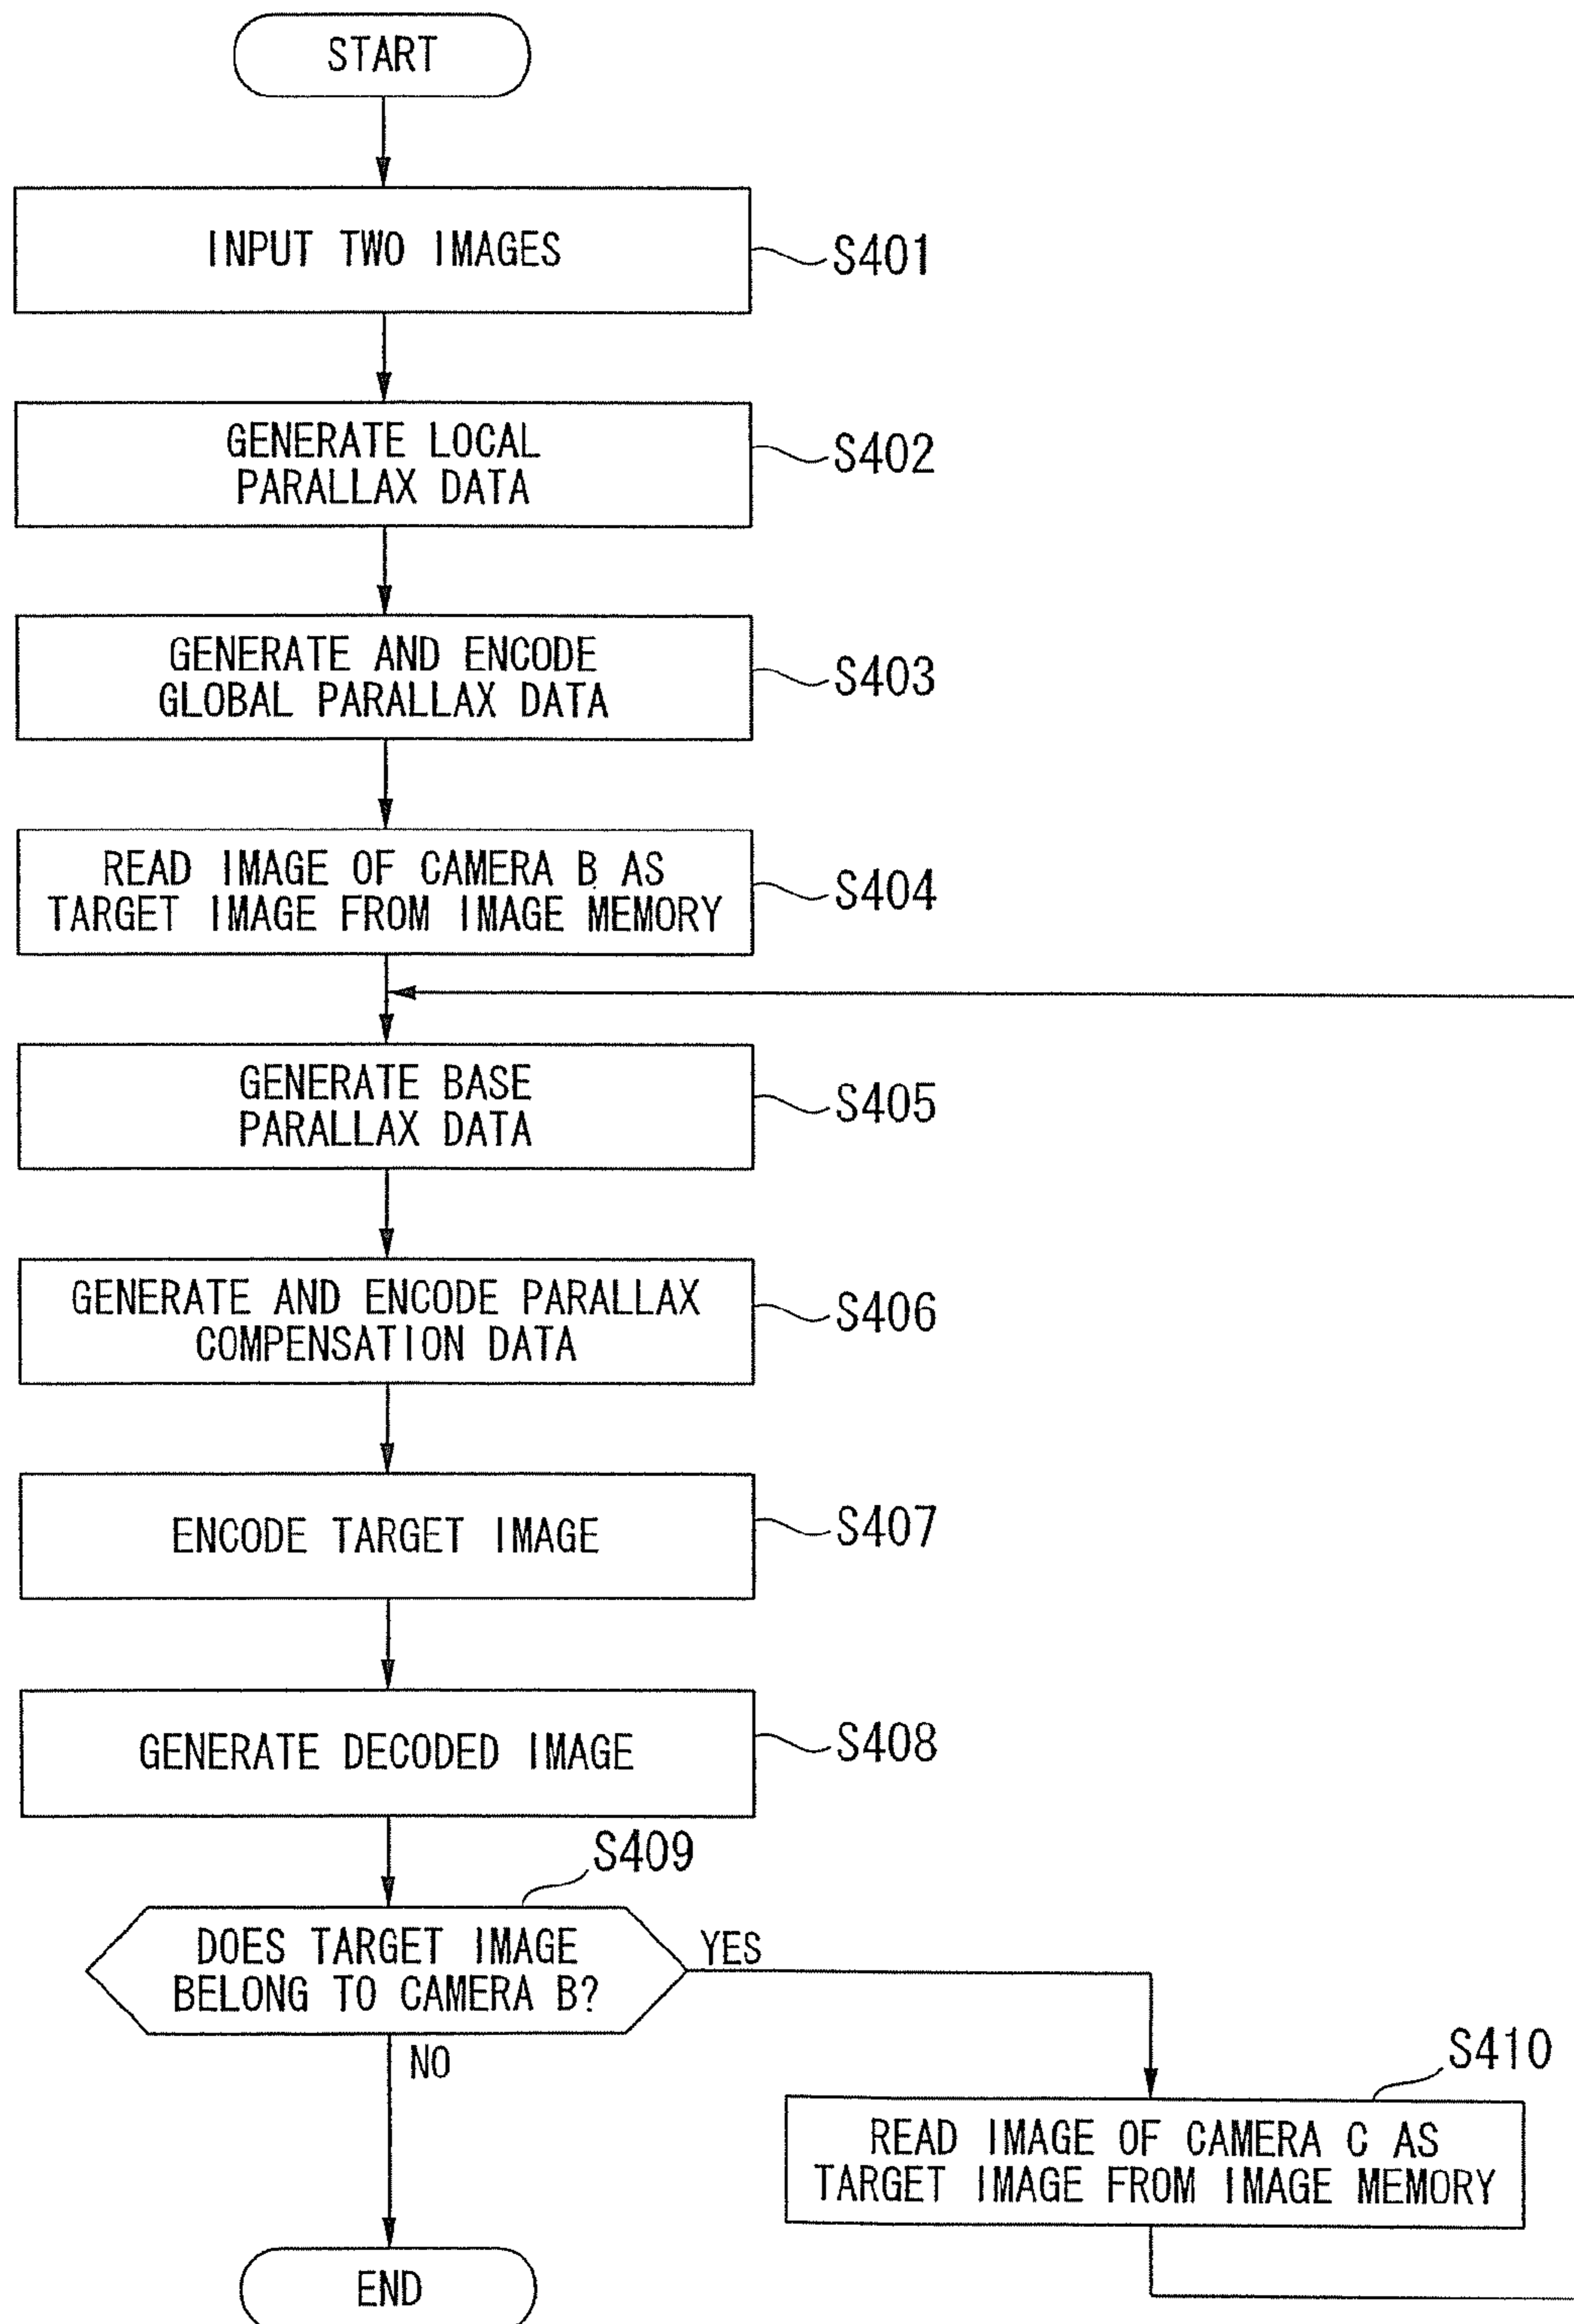 START
INPUT TWO IMAGES
S401
GENERATE LOCAL
PARALLAX DATA
S402
GENERATE AND ENCODE
GLOBAL PARALLAX DATA
S403
READ IMAGE OF CAMERA B AS
TARGET IMAGE FROM IMAGE MEMORY
S404
GENERATE BASE
PARALLAX DATA
S405
GENERATE AND ENCODE PARALLAX
COMPENSATION DATA
S406
ENCODE TARGET IMAGE
S407
GENERATE DECODED IMAGE
S408
S409
DOES TARGET IMAGE
BELONG TO CAMERA B?
YES
NO
S410
READ IMAGE OF CAMERA C AS
TARGET IMAGE FROM IMAGE MEMORY
END